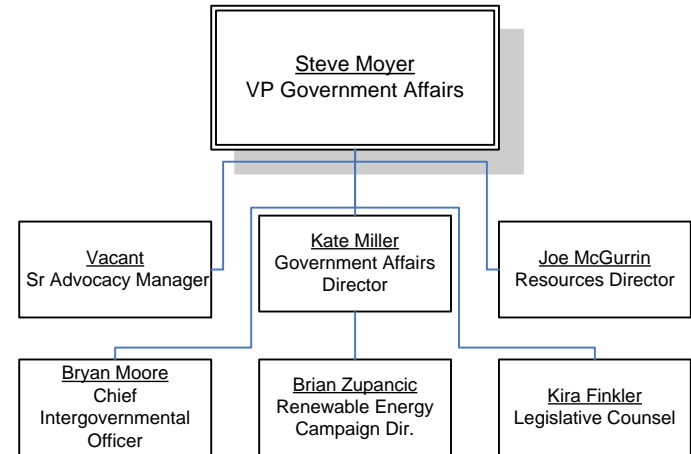 Steve Moyer
VP Government Affairs
Vacant
Sr Advocacy Manager
Kate Miller
Government Affairs
Director
Joe McGurrin
Resources Director
Bryan Moore
Chief
Intergovernmental
Officer
Brian Zupancic
Renewable Energy
Campaign Dir.
Kira Finkler
Legislative Counsel